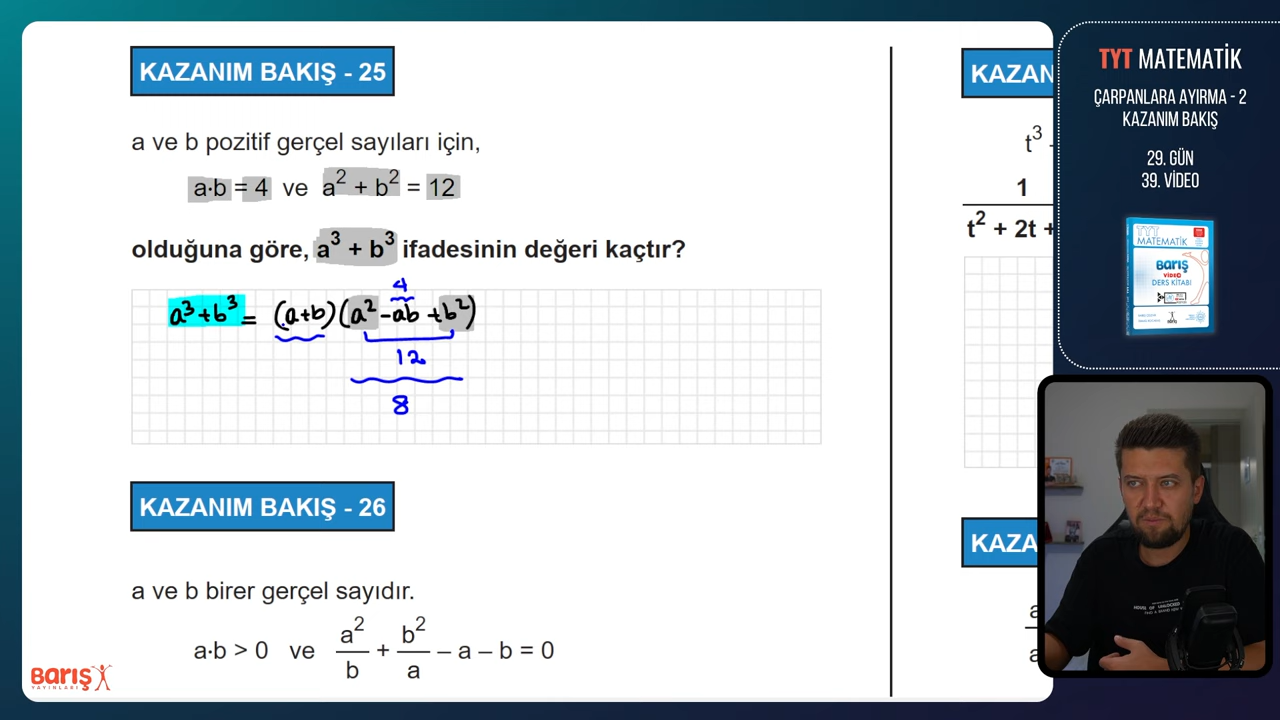 KAZANIM BAKIŞ - 25
a ve b pozitif gerçel sayıları için,
a·b = 4 ve a² + b² = 12
olduğuna göre, a³ + b³ ifadesinin değeri kaçtır?
4
a³+b³ = (a+b)(a² -ab +b²)
12
8
KAZANIM BAKIŞ - 26
a ve b birer gerçel sayıdır.
a·b > 0 ve a²/b + b²/a – a – b = 0
BARIŞ
YAYINLARI
KAZAN
t³ -
1
t² + 2t +
KAZA
a
a
TYT MATEMATİK
ÇARPANLARA AYIRMA - 2
KAZANIM BAKIŞ
29. GÜN
39. VİDEO
TYT
MATEMATİK
BARIŞ
VİDEO
DERS KİTABI